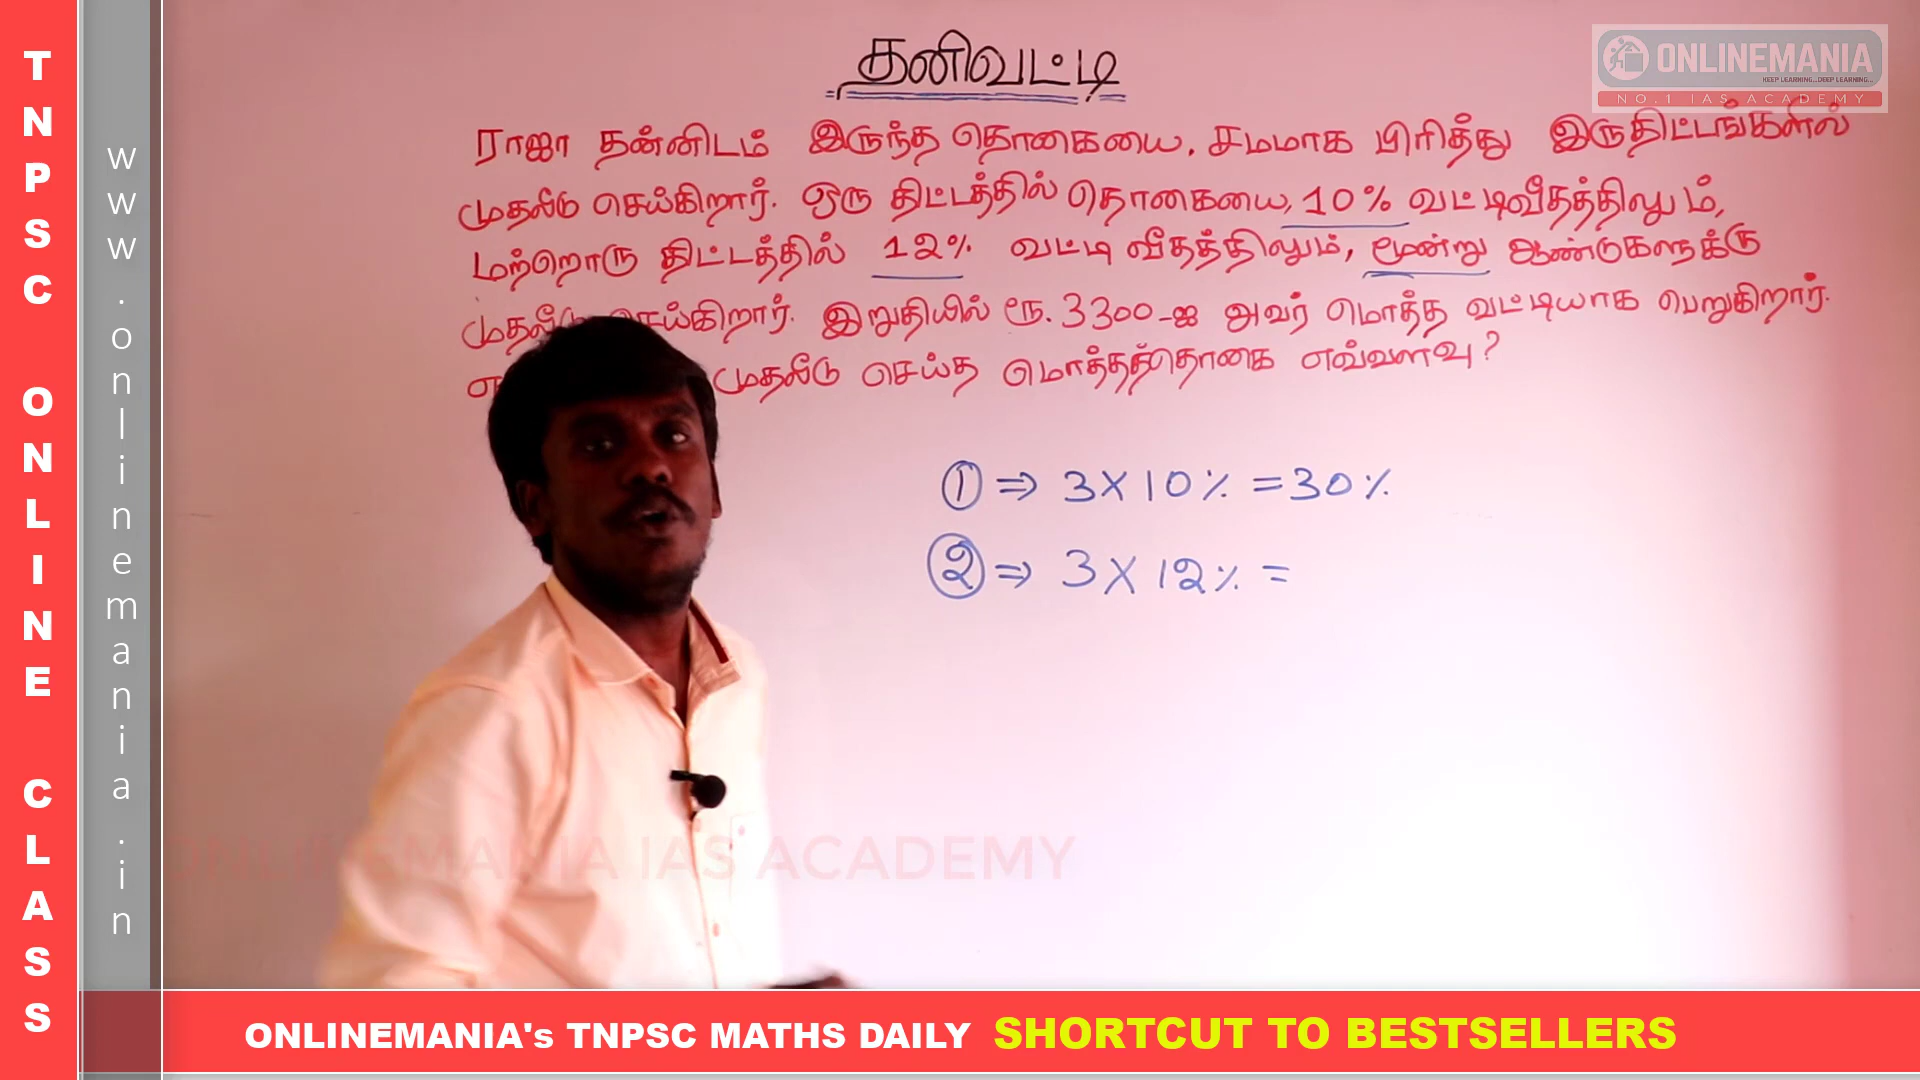 தனிவட்டி
ONLINEMANIA
KEEP LEARNING...DEEP LEARNING...
NO.1 IAS ACADEMY
ராஜா தன்னிடம் இருந்த தொகையை, சமமாக பிரித்து இருதிட்டங்களில்
முதலீடு செய்கிறார். ஒரு திட்டத்தில் தொகையை, 10% வட்டிவீதத்திலும்,
மற்றொரு திட்டத்தில் 12% வட்டி வீதத்திலும், மூன்று ஆண்டுகளுக்கு
முதலீடு செய்கிறார். இறுதியில் ரூ. 3300-ஐ அவர் மொத்த வட்டியாக பெறுகிறார்.
முதலீடு செய்த மொத்தத்தொகை எவ்வளவு?
① ⇒ 3 X 10% = 30%
② ⇒ 3 X 12% =
ONLINEMANIA IAS ACADEMY
TNPSC ONLINE CLASS
www.onlinemania.in
ONLINEMANIA's TNPSC MATHS DAILY SHORTCUT TO BESTSELLERS